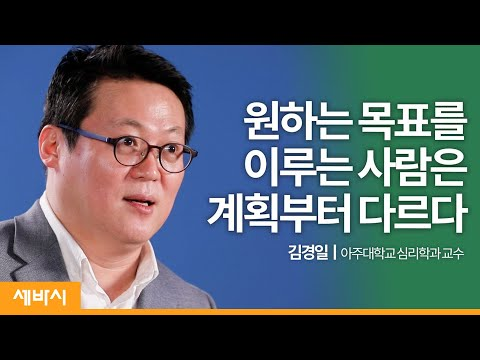 원하는 목표를
이루는 사람은
계획부터 다르다
김경일 | 아주대학교 심리학과 교수
세바시